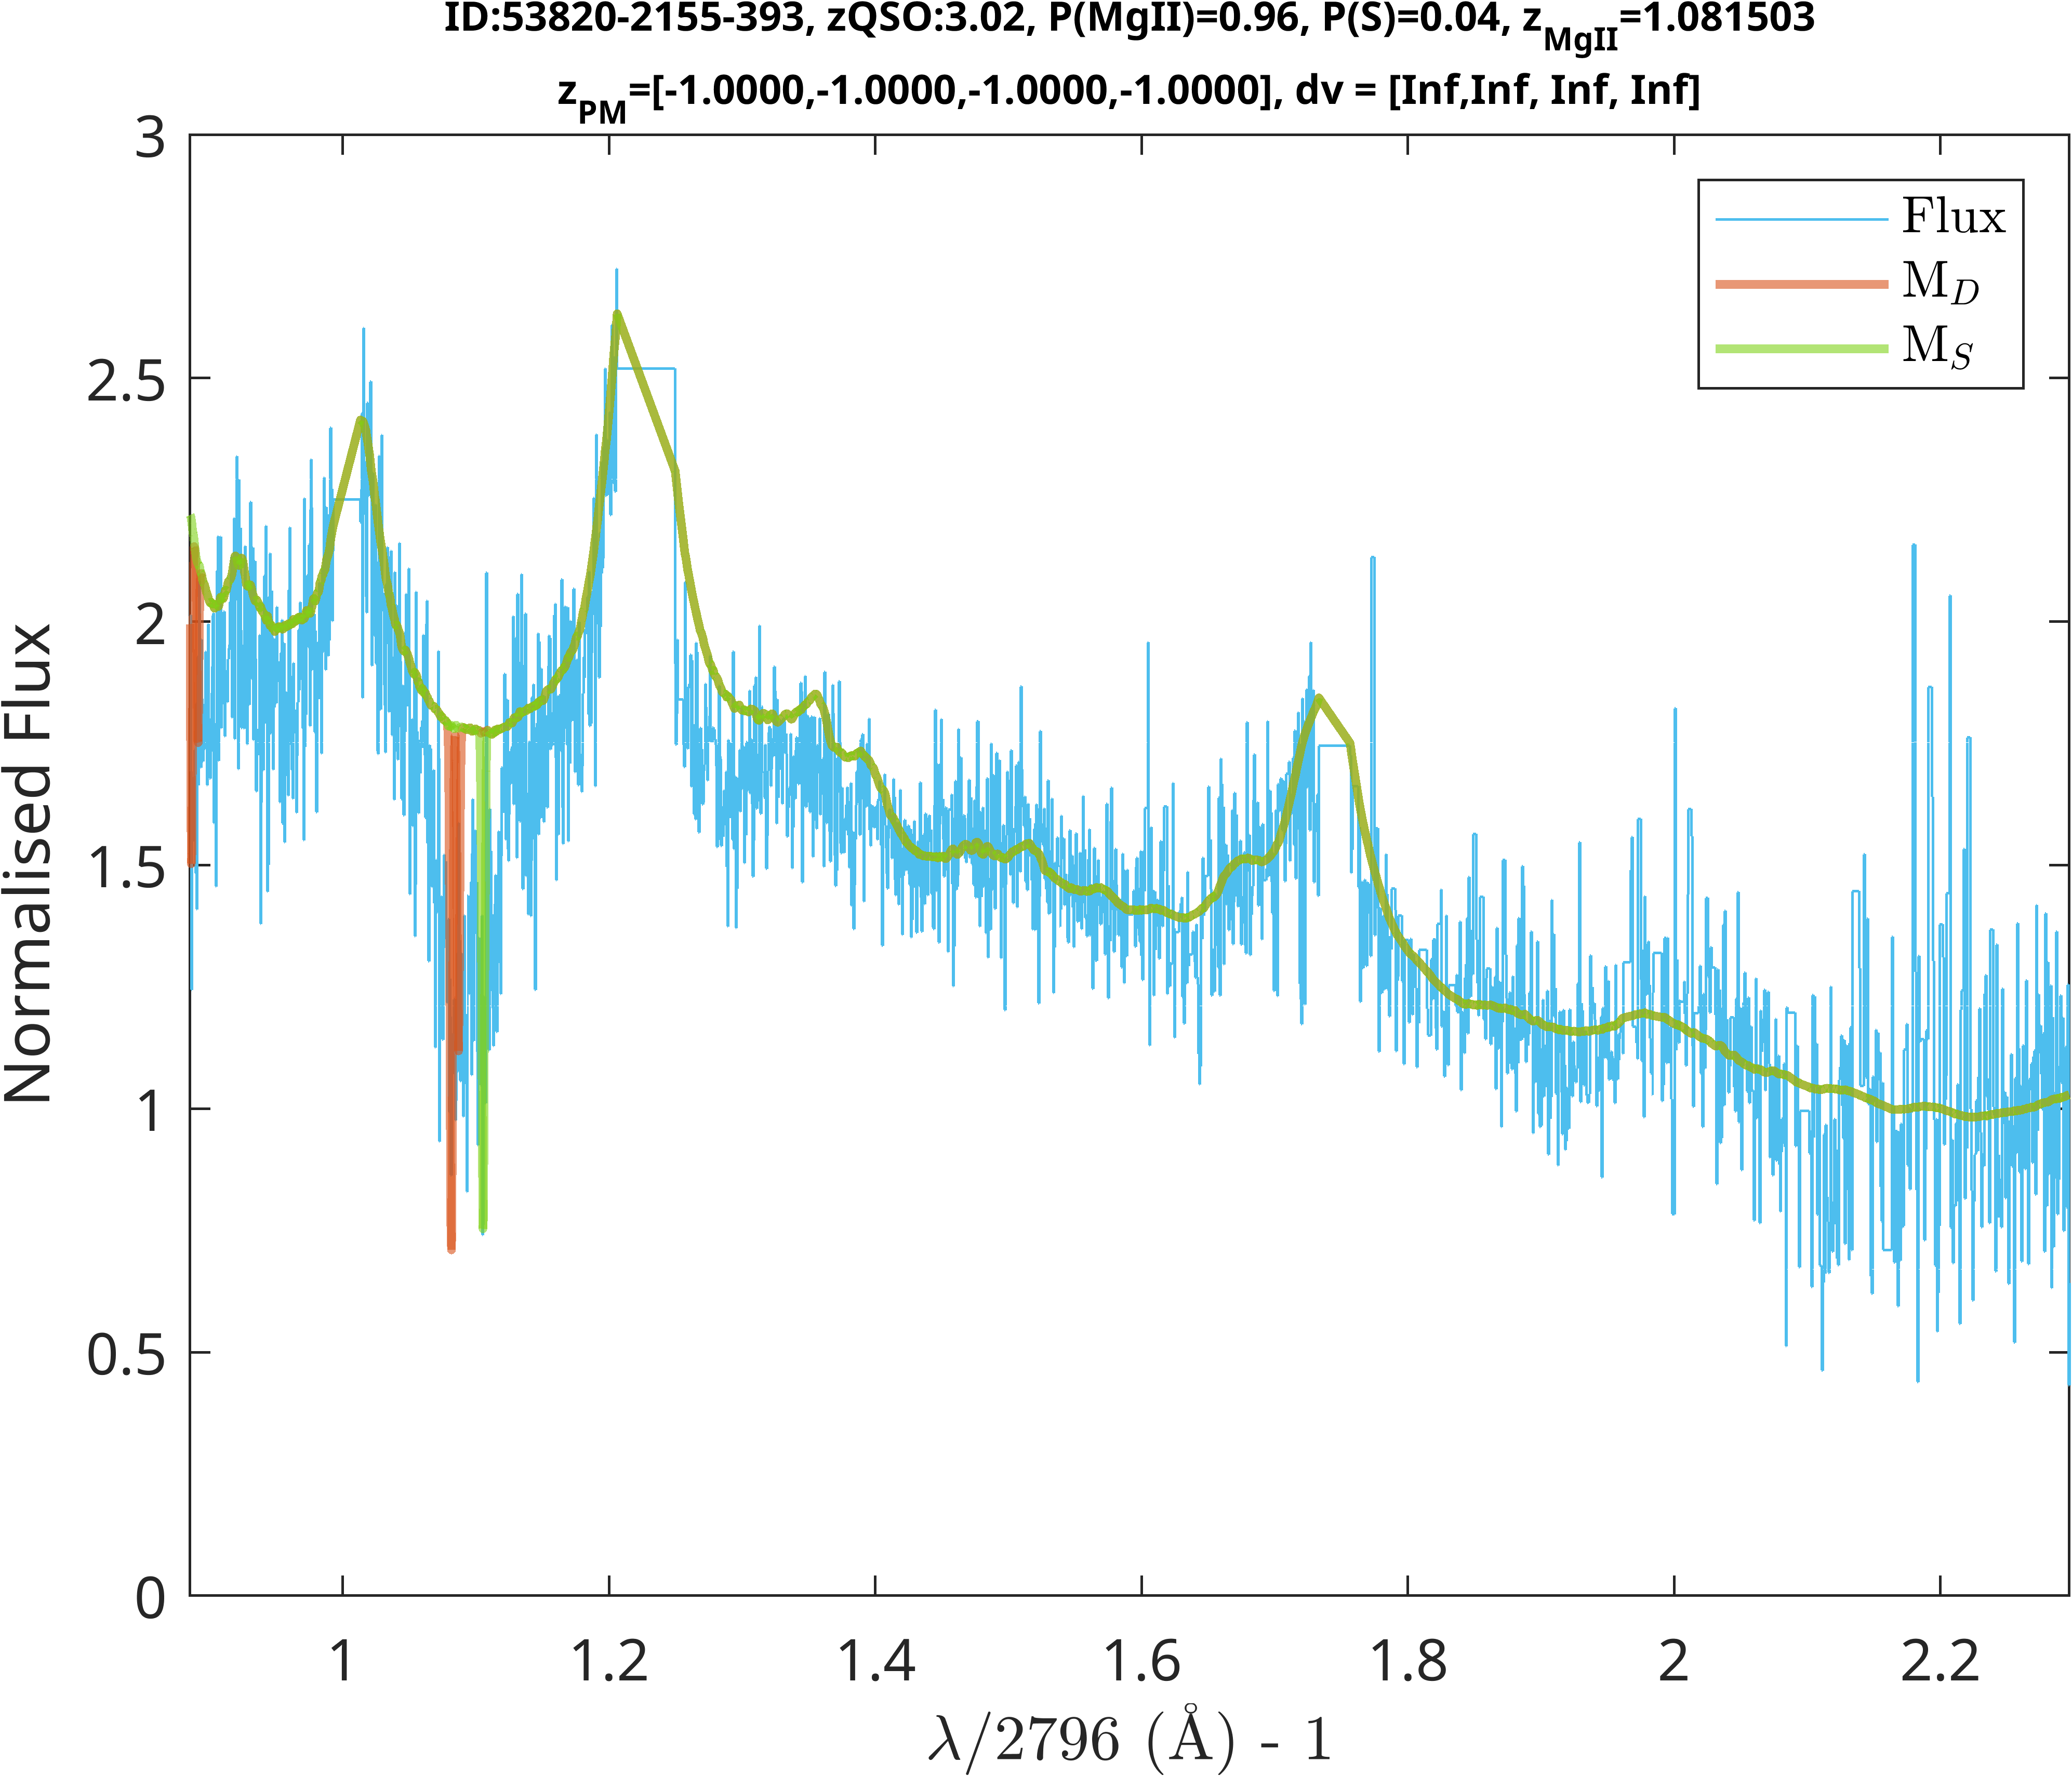 ID:53820-2155-393, zQSO:3.02, P(MgII)=0.96, P(S)=0.04, zMgII=1.081503
zPM=[-1.0000,-1.0000,-1.0000,-1.0000], dv = [Inf,Inf, Inf, Inf]
3
2.5
2
1.5
1
0.5
0
Normalised Flux
Flux
MD
MS
1 1.2 1.4 1.6 1.8 2 2.2
λ/2796 (Å) - 1